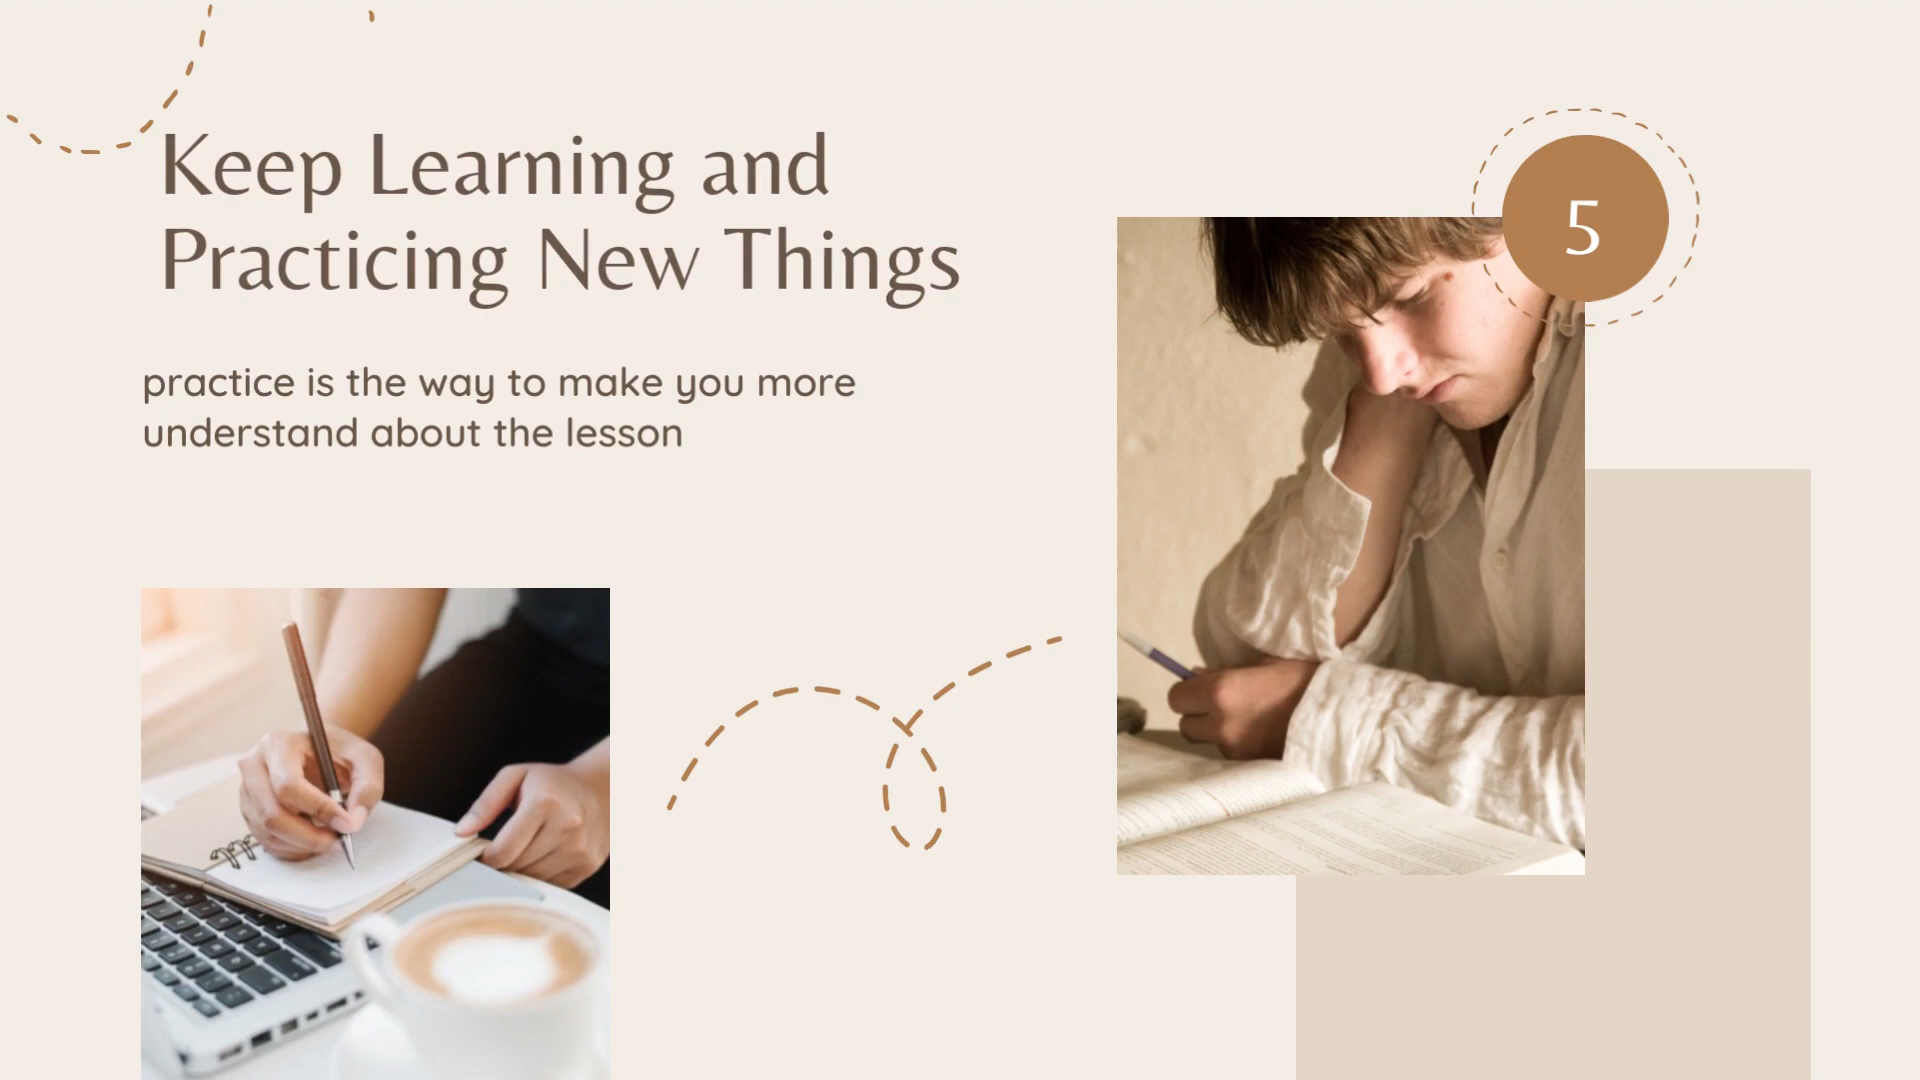 Keep Learning and
Practicing New Things
practice is the way to make you more
understand about the lesson
5